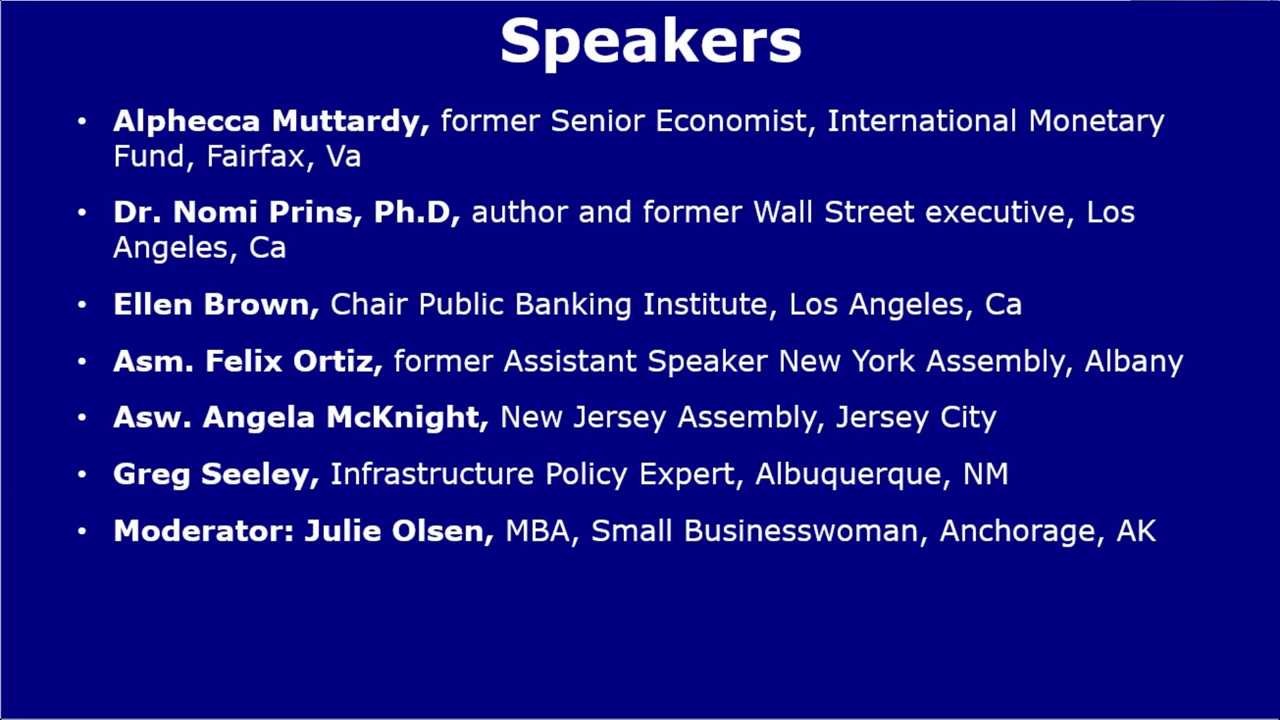 Speakers
• Alphecca Muttardy, former Senior Economist, International Monetary
Fund, Fairfax, Va
• Dr. Nomi Prins, Ph.D, author and former Wall Street executive, Los
Angeles, Ca
• Ellen Brown, Chair Public Banking Institute, Los Angeles, Ca
• Asm. Felix Ortiz, former Assistant Speaker New York Assembly, Albany
• Asw. Angela McKnight, New Jersey Assembly, Jersey City
• Greg Seeley, Infrastructure Policy Expert, Albuquerque, NM
• Moderator: Julie Olsen, MBA, Small Businesswoman, Anchorage, AK